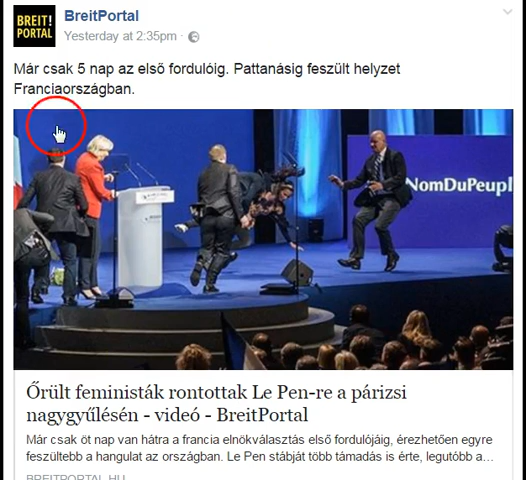 BREIT!
PORTAL
BreitPortal
Yesterday at 2:35pm ·
Már csak 5 nap az első fordulóig. Pattanásig feszült helyzet
Franciaországban.
NomDuPeupl
Őrült feministák rontottak Le Pen-re a párizsi
nagygyűlésén - videó - BreitPortal
Már csak öt nap van hátra a francia elnökválasztás első fordulójáig, érezhetően egyre
feszültebb a hangulat az országban. Le Pen stábját több támadás is érte, legutóbb a...
BREITPORTAL.HU